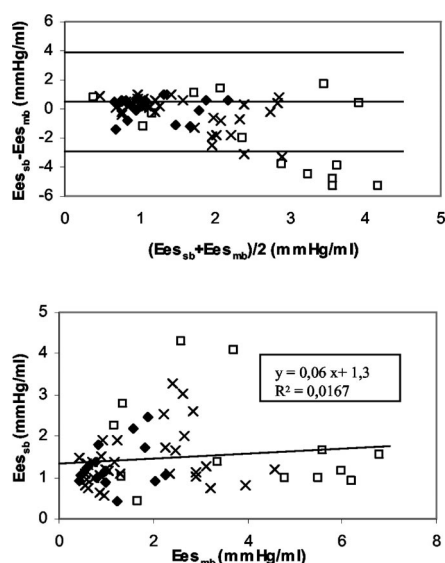 Ees_sb-Ees_mb (mmHg/ml)
6
4
2
0
-2
-4
-6
0 1 2 3 4 5
(Ees_sb+Ees_mb)/2 (mmHg/ml)
Ees_sb(mmHg/ml)
5
4
3
2
1
0
y = 0,06 x+ 1,3
R² = 0,0167
0 2 4 6 8
Ees_mb(mmHg/ml)